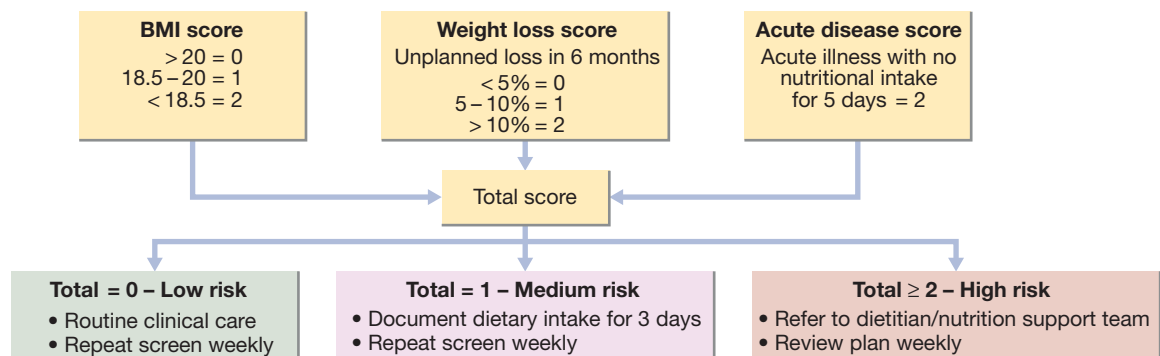 BMI score
> 20 = 0
18.5 – 20 = 1
< 18.5 = 2
Weight loss score
Unplanned loss in 6 months
< 5% = 0
5 – 10% = 1
> 10% = 2
Acute disease score
Acute illness with no
nutritional intake
for 5 days = 2
Total score
Total = 0 – Low risk
• Routine clinical care
• Repeat screen weekly
Total = 1 – Medium risk
• Document dietary intake for 3 days
• Repeat screen weekly
Total ≥ 2 – High risk
• Refer to dietitian/nutrition support team
• Review plan weekly